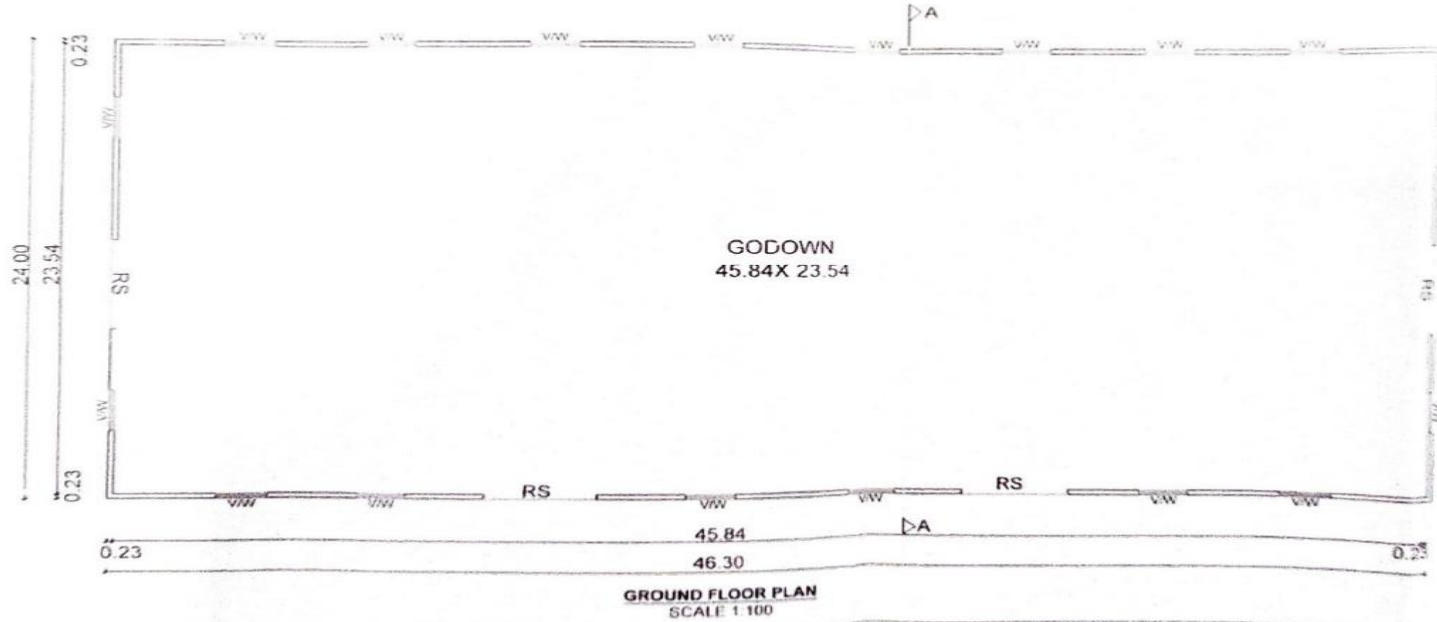 A
V/W V/W V/W V/W V/W V/W V/W V/W
0.23
V/W
24.00
23.54
RS
GODOWN
45.84X 23.54
RS
V/W
0.23
RS
RS
V/W V/W V/W V/W V/W V/W
A
45.84
0.23
0.23
46.30
GROUND FLOOR PLAN
SCALE 1:100